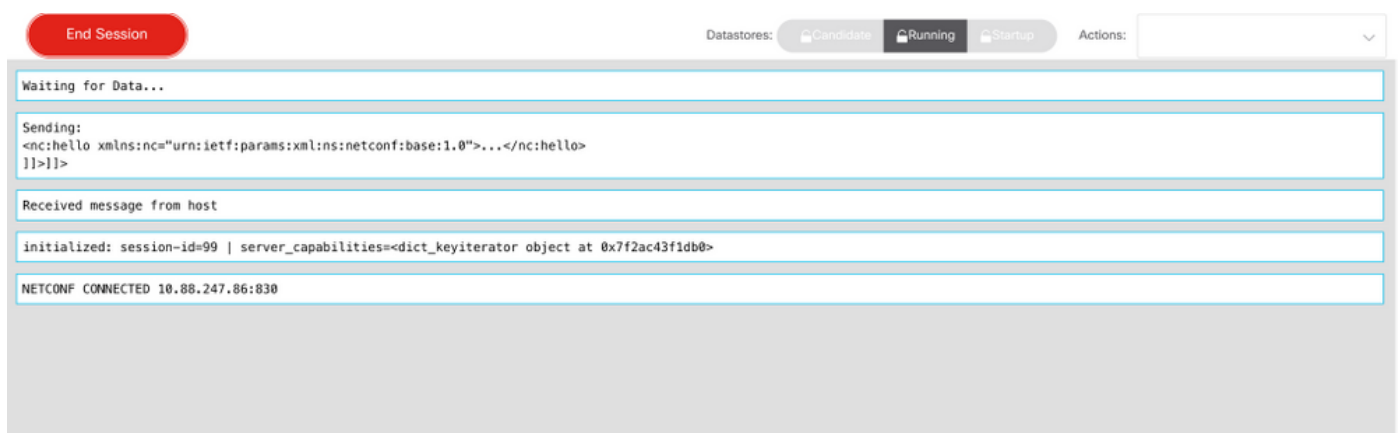 End Session
Datastores: Candidate Running Startup Actions:
Waiting for Data...
Sending:
<nc:hello xmlns:nc="urn:ietf:params:xml:ns:netconf:base:1.0">...</nc:hello>
]]>]]>
Received message from host
initialized: session-id=99 | server_capabilities=<dict_keyiterator object at 0x7f2ac43f1db0>
NETCONF CONNECTED 10.88.247.86:830